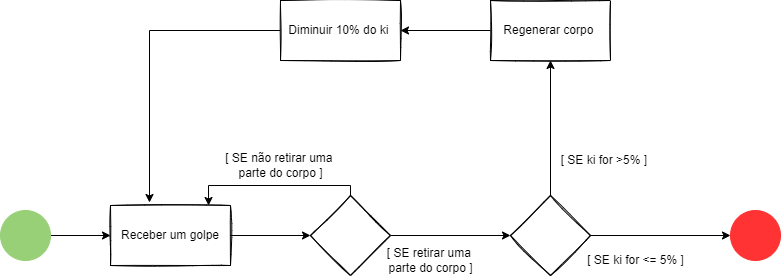 Diminuir 10% do ki
Regenerar corpo
[ SE não retirar uma
parte do corpo ]
[ SE ki for >5% ]
Receber um golpe
[ SE retirar uma
parte do corpo ]
[ SE ki for <= 5% ]